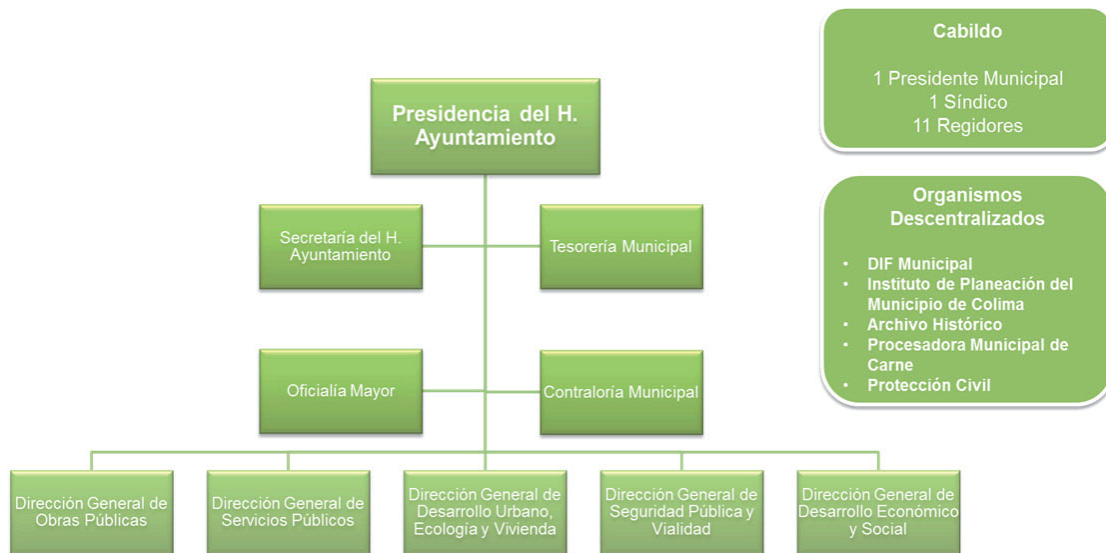 Presidencia del H.
Ayuntamiento
Secretaría del H.
Ayuntamiento
Tesorería Municipal
Oficialía Mayor
Contraloría Municipal
Dirección General de
Obras Públicas
Dirección General de
Servicios Públicos
Dirección General de
Desarrollo Urbano,
Ecología y Vivienda
Dirección General de
Seguridad Pública y
Vialidad
Dirección General de
Desarrollo Económico
y Social
Cabildo
1 Presidente Municipal
1 Síndico
11 Regidores
Organismos
Descentralizados
• DIF Municipal
• Instituto de Planeación del
Municipio de Colima
• Archivo Histórico
• Procesadora Municipal de
Carne
• Protección Civil